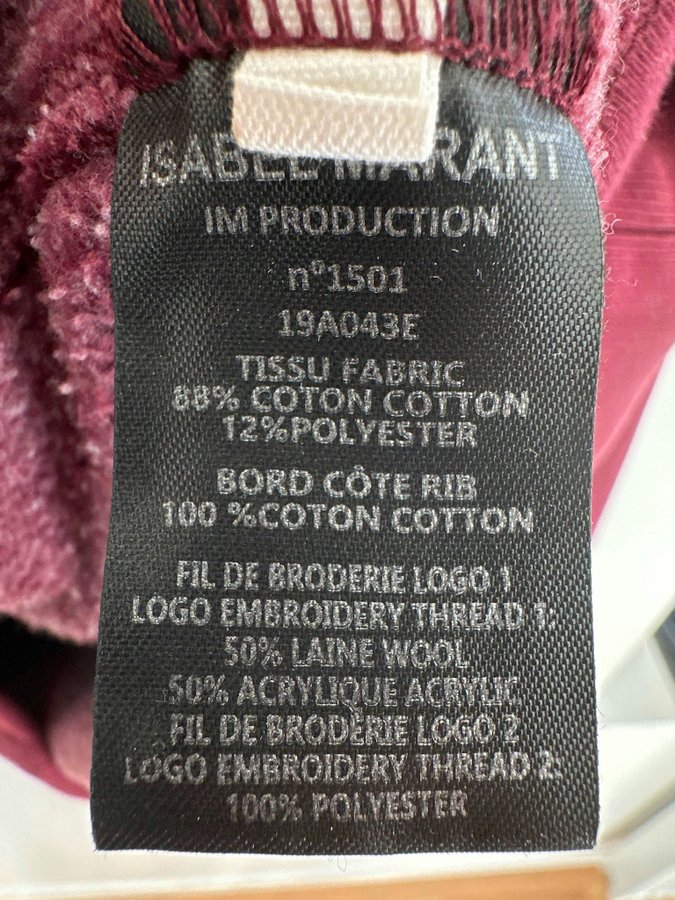 ISABEL MARANT
IM PRODUCTION
n°1501
19A043E
TISSU FABRIC
88% COTON COTTON
12%POLYESTER
BORD CÔTE RIB
100 %COTON COTTON
FIL DE BRODERIE LOGO 1
LOGO EMBROIDERY THREAD 1:
50% LAINE WOOL
50% ACRYLIQUE ACRYLIC
FIL DE BRODERIE LOGO 2
LOGO EMBROIDERY THREAD 2:
100% POLYESTER